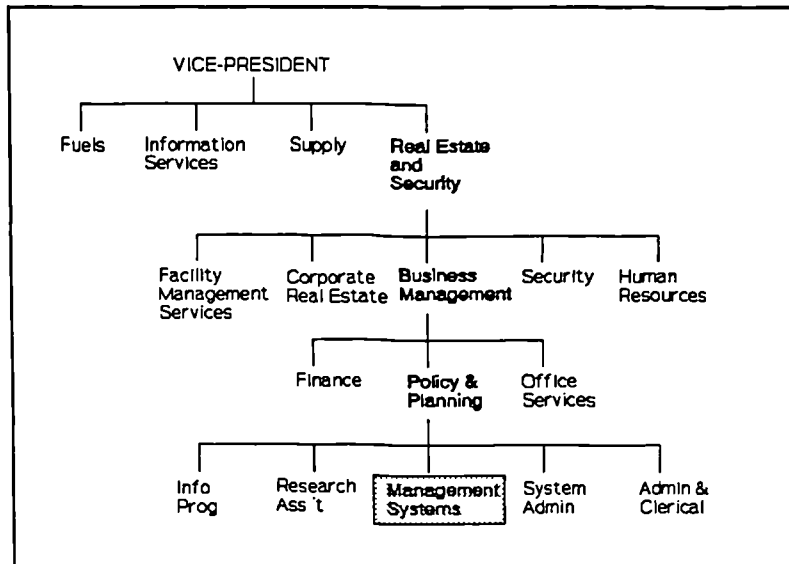 VICE-PRESIDENT
Fuels
Information
Services
Supply
Real Estate
and
Security
Facility
Management
Services
Corporate
Real Estate
Business
Management
Security
Human
Resources
Finance
Policy &
Planning
Office
Services
Info
Prog
Research
Ass't
Management
Systems
System
Admin
Admin &
Clerical